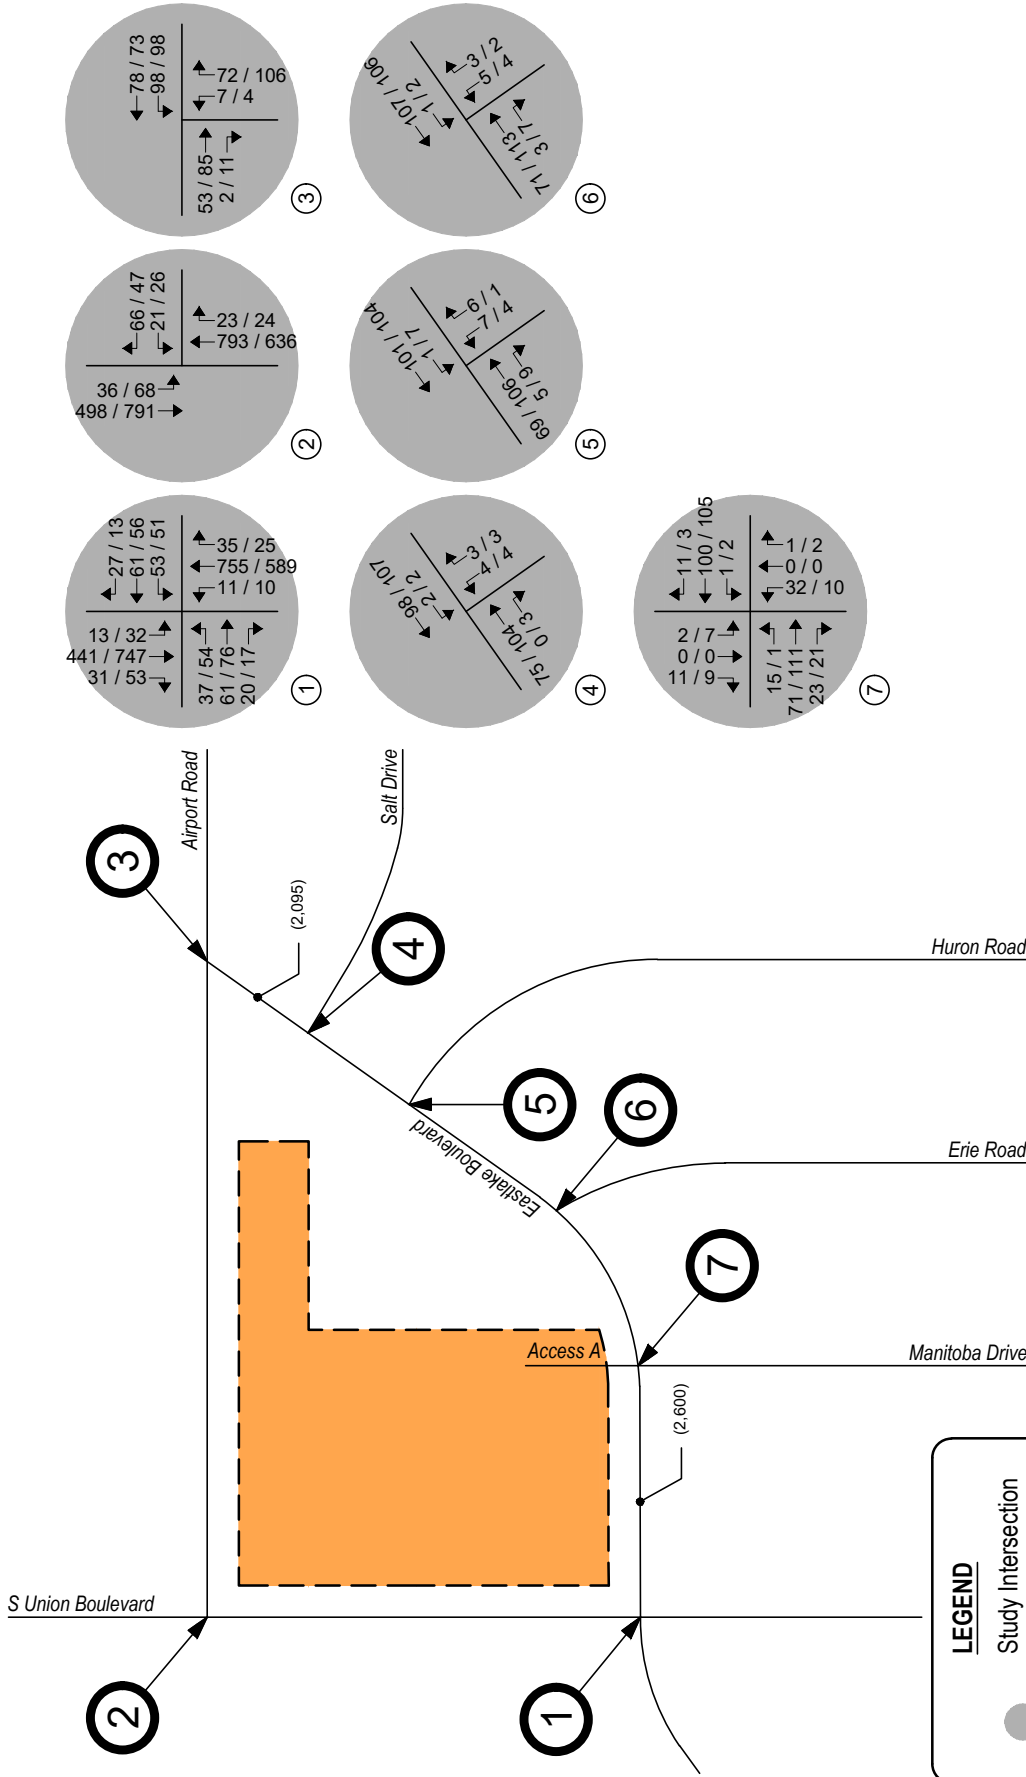 78 / 73
98 / 98
72 / 106
7 / 4
53 / 85
2 / 11
3
107 / 106
1 / 2
3 / 2
5 / 4
71 / 113
3 / 7
6
66 / 47
21 / 26
23 / 24
793 / 636
36 / 68
498 / 791
2
101 / 104
1 / 7
6 / 1
7 / 4
69 / 106
5 / 9
5
27 / 13
61 / 56
53 / 51
35 / 25
755 / 589
11 / 10
13 / 32
441 / 747
31 / 53
37 / 54
61 / 76
20 / 17
1
98 / 107
2 / 2
3 / 3
4 / 4
75 / 104
0 / 3
4
11 / 3
100 / 105
1 / 2
1 / 2
0 / 0
32 / 10
2 / 7
0 / 0
11 / 9
15 / 1
71 / 111
23 / 21
7
Airport Road
Salt Drive
3
(2,095)
4
Huron Road
5
Eastlake Boulevard
6
Erie Road
7
Access A
Manitoba Drive
(2,600)
S Union Boulevard
2
1
LEGEND
Study Intersection